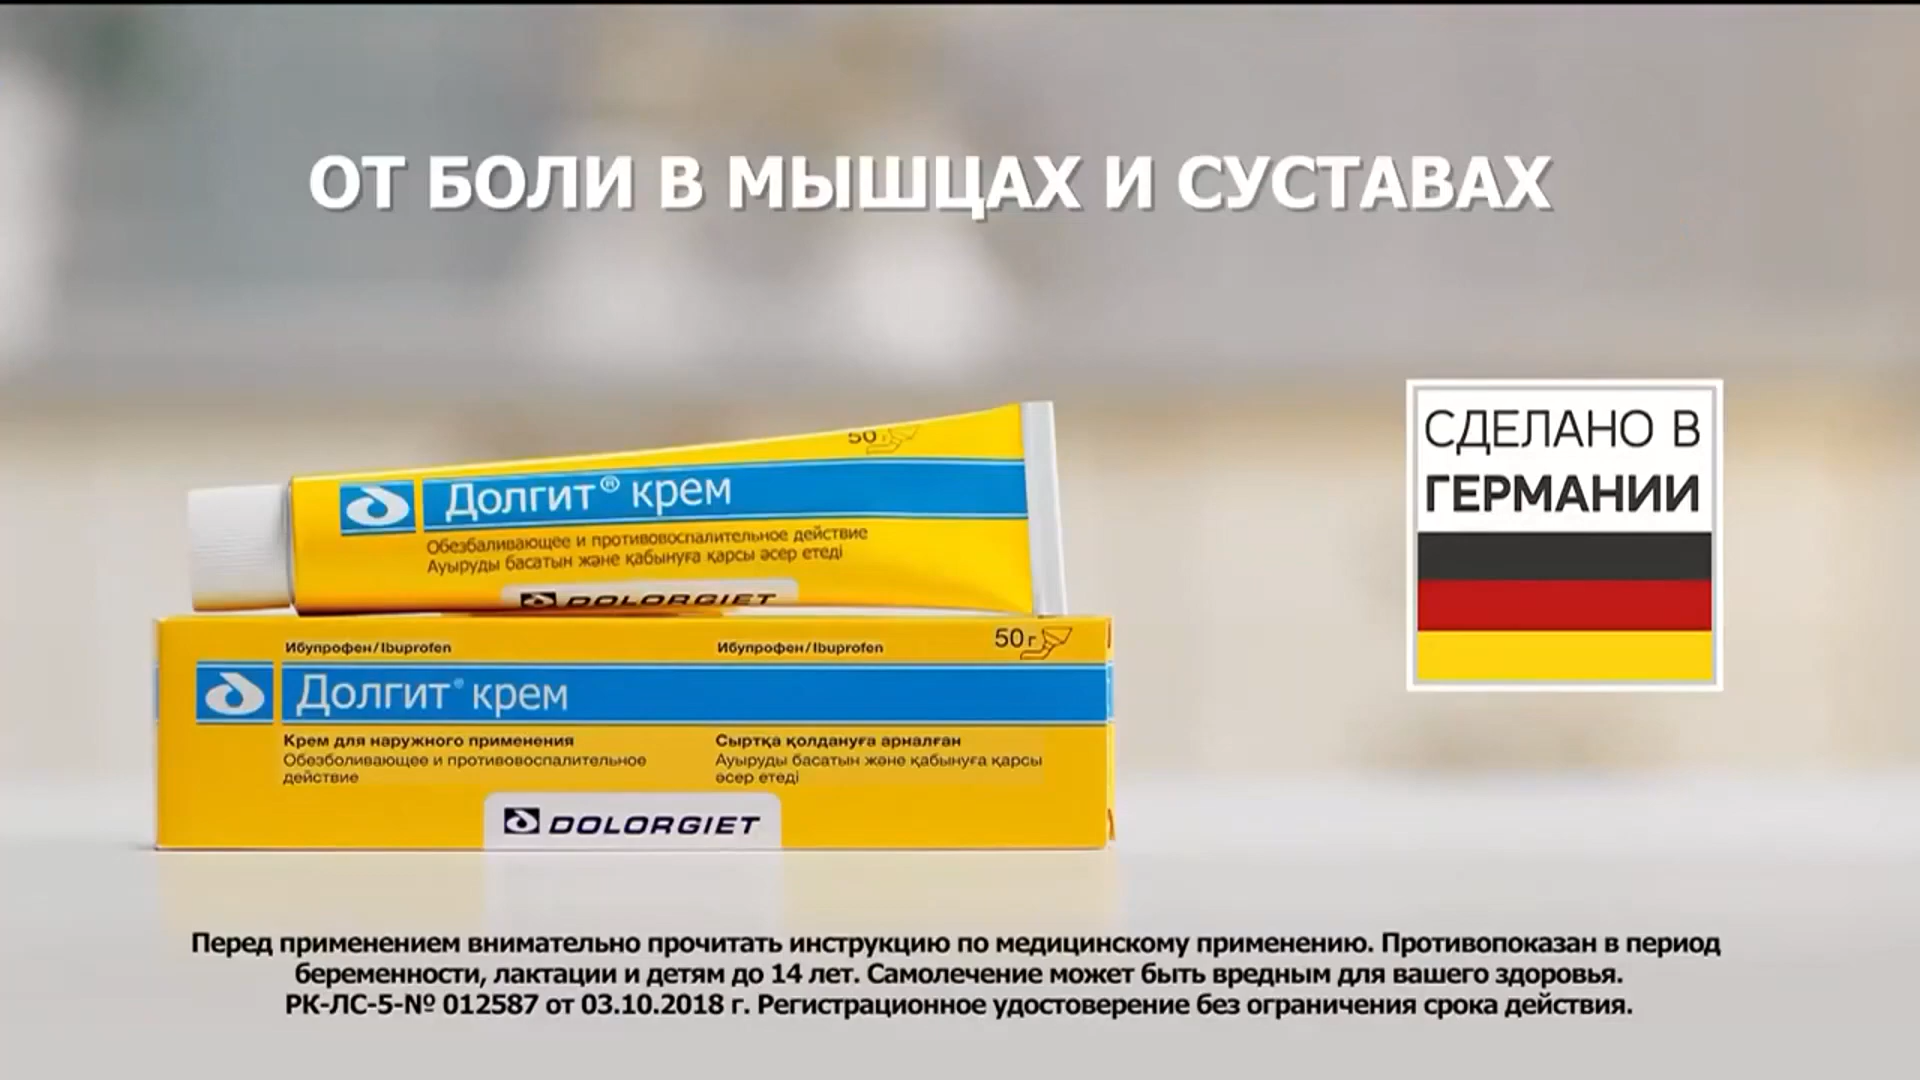 ОТ БОЛИ В МЫШЦАХ И СУСТАВАХ
СДЕЛАНО В
ГЕРМАНИИ
50
Долгит® крем
Обезбаливающее и противовоспалительное действие
Ауыруды басатын және қабынуға қарсы әсер етеді
DOLORGIET
Ибупрофен/Ibuprofen
Ибупрофен/Ibuprofen
50 г
Долгит® крем
Крем для наружного применения
Обезболивающее и противовоспалительное
действие
Сыртқа қолдануға арналған
Ауыруды басатын және қабынуға қарсы
әсер етеді
DOLORGIET
Перед применением внимательно прочитать инструкцию по медицинскому применению. Противопоказан в период
беременности, лактации и детям до 14 лет. Самолечение может быть вредным для вашего здоровья.
РК-ЛС-5-№ 012587 от 03.10.2018 г. Регистрационное удостоверение без ограничения срока действия.